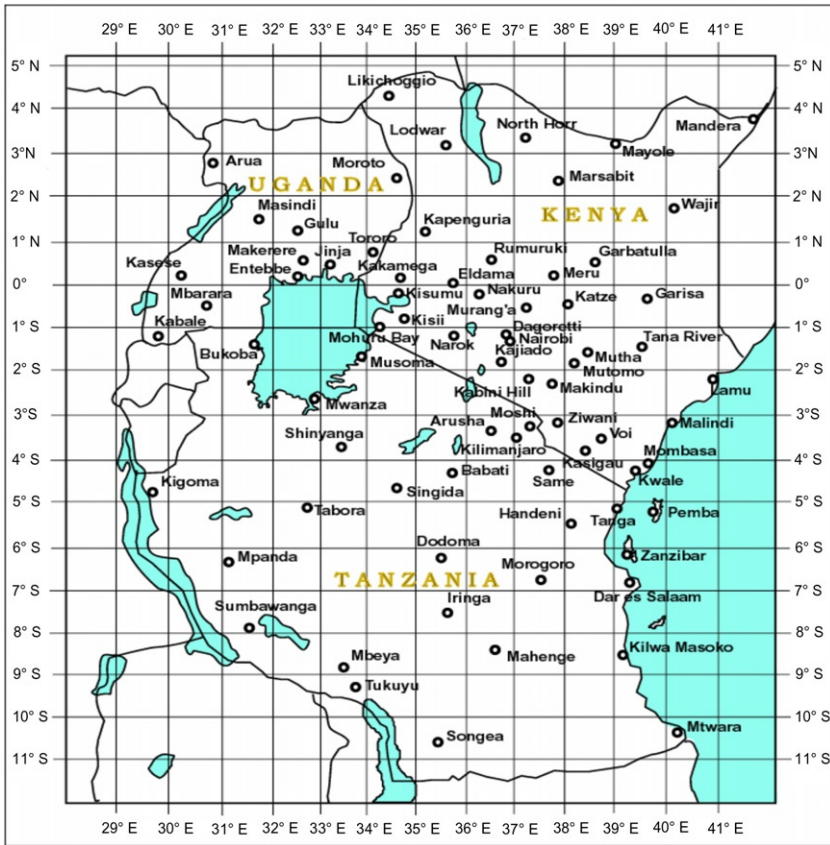 29° E 30° E 31° E 32° E 33° E 34° E 35° E 36° E 37° E 38° E 39° E 40° E 41° E
5° N 5° N
Likichoggio
4° N 4° N
Lodwar North Horr Mandera
3° N Mayole 3° N
Arua Moroto
UGANDA Marsabit
2° N 2° N
Masindi KENYA Wajir
Gulu Kapenguria
1° N Tororo 1° N
Makerere Jinja Rumuruki Garbatulla
Kasese Entebbe Kakamega Eldama Meru
0° 0°
Mbarara Kisumu Nakuru Katze Garisa
Kabale Kisii Murang'a
1° S 1° S
Mohuru Bay Narok Dagorotti Tana River
Bukoba Nairobi
Musoma Kajiado Mutha
2° S Mutomo 2° S
Kabini Hill Makindu Lamu
Mwanza
3° S Moshi 3° S
Arusha Ziwani Malindi
Shinyanga Voi
Kilimanjaro Mombasa
4° S Kasigau 4° S
Babati Same Kwale
Kigoma Singida
5° S 5° S
Tabora Handeni Tanga Pemba
6° S Dodoma Zanzibar 6° S
Mpanda Morogoro
TANZANIA
7° S Dar es Salaam 7° S
Sumbawanga Iringa
8° S 8° S
Mbeya Mahenge Kilwa Masoko
9° S 9° S
Tukuyu
10° S 10° S
Songea Mtwara
11° S 11° S
29° E 30° E 31° E 32° E 33° E 34° E 35° E 36° E 37° E 38° E 39° E 40° E 41° E